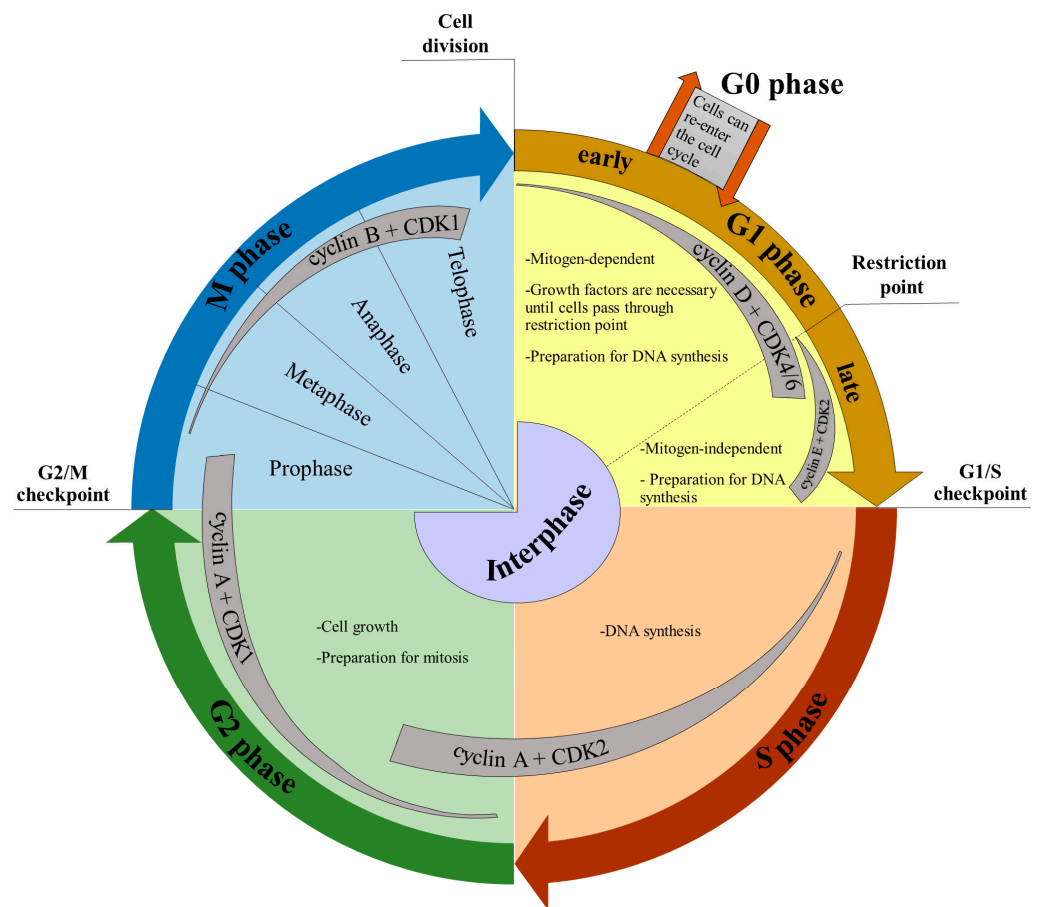 Cell
division
G0 phase
Cells can
re-enter
the cell
cycle
early
G1 phase
late
Restriction
point
M phase
cyclin B + CDK1
Telophase
Anaphase
Metaphase
Prophase
-Mitogen-dependent
-Growth factors are necessary
until cells pass through
restriction point
-Preparation for DNA synthesis
cyclin D + CDK4/6
cyclin E + CDK2
-Mitogen-independent
- Preparation for DNA
synthesis
G2/M
checkpoint
G1/S
checkpoint
Interphase
cyclin A + CDK1
-Cell growth
-Preparation for mitosis
-DNA synthesis
cyclin A + CDK2
G2 phase
S phase